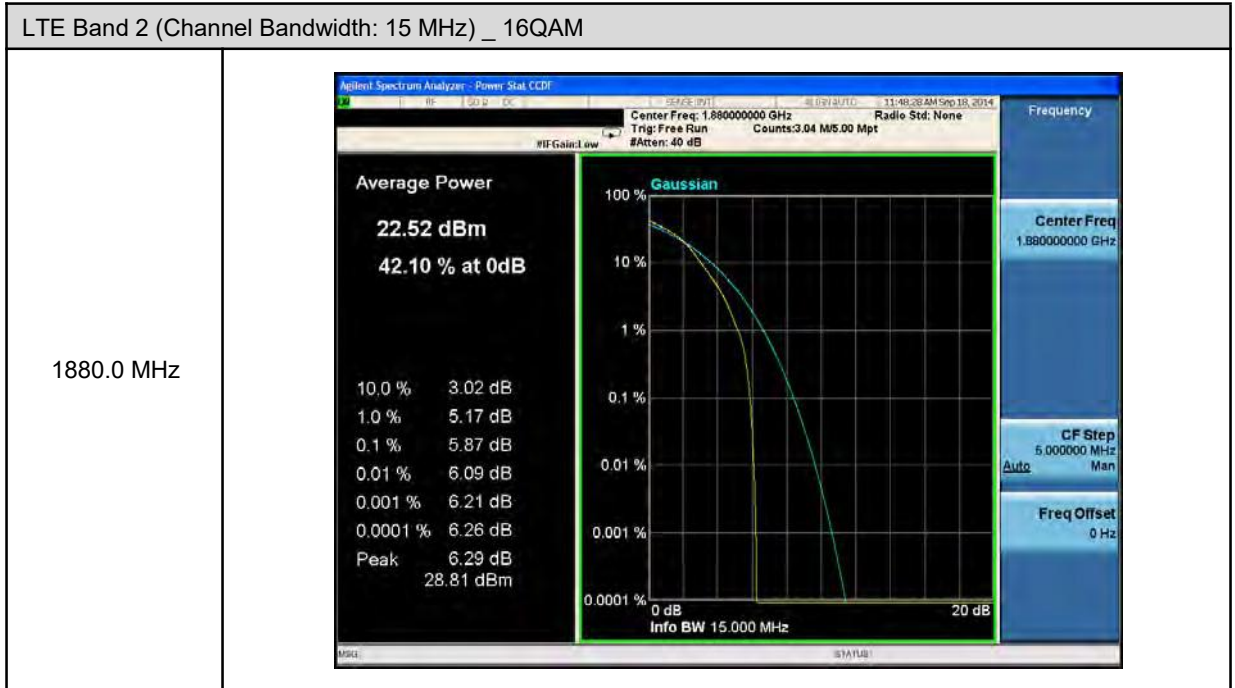 LTE Band 2 (Channel Bandwidth: 15 MHz) _ 16QAM
1880.0 MHz
Agilent Spectrum Analyzer - Power Stat CCDF
RF
DC
SENSE:INT
ALIGN AUTO
11:48:28 AM Sep 18, 2014
Center Freq: 1.880000000 GHz
Radio Std: None
Trig: Free Run
Counts:3.04 M/5.00 Mpt
#IFGain:Low
#Atten: 40 dB
Average Power
22.52 dBm
42.10 % at 0dB
10.0 % 3.02 dB
1.0 % 5.17 dB
0.1 % 5.87 dB
0.01 % 6.09 dB
0.001 % 6.21 dB
0.0001 % 6.26 dB
Peak 6.29 dB
28.81 dBm
Gaussian
100 %
10 %
1 %
0.1 %
0.01 %
0.001 %
0.0001 %
0 dB
20 dB
Info BW 15.000 MHz
Frequency
Center Freq
1.880000000 GHz
CF Step
5.000000 MHz
Auto Man
Freq Offset
0 Hz
MSG
STATUS